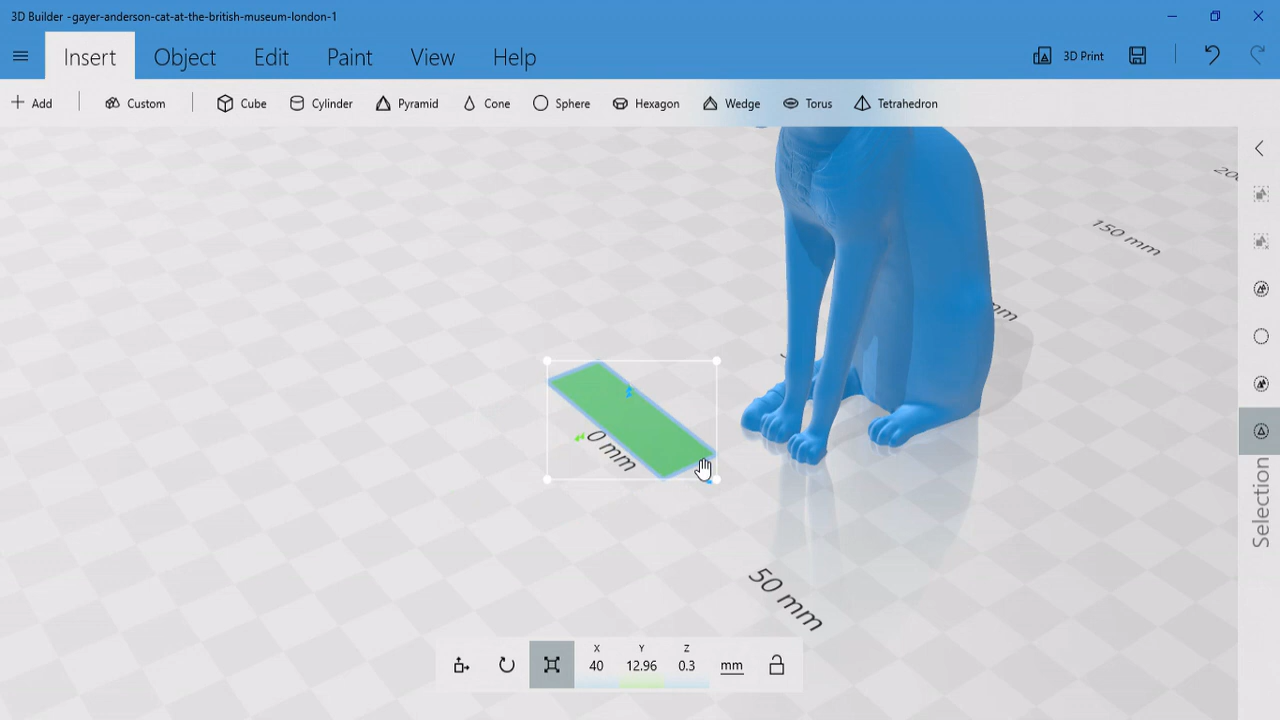 3D Builder -gayer-anderson-cat-at-the-british-museum-london-1
Insert Object Edit Paint View Help 3D Print
Add Custom Cube Cylinder Pyramid Cone Sphere Hexagon Wedge Torus Tetrahedron
150 mm
mm
0 mm
50 mm
Selection
X Y Z
40 12.96 0.3 mm